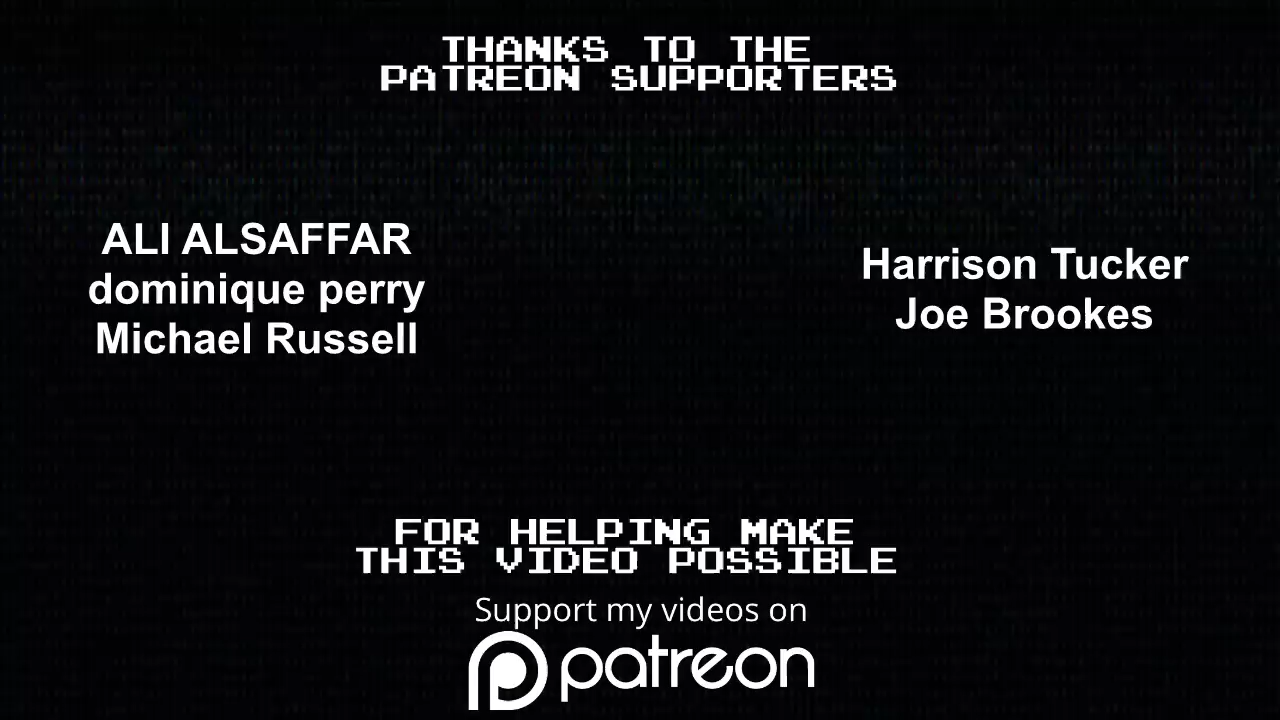 THANKS TO THE
PATREON SUPPORTERS
ALI ALSAFFAR
dominique perry
Michael Russell
Harrison Tucker
Joe Brookes
FOR HELPING MAKE
THIS VIDEO POSSIBLE
Support my videos on
patreon